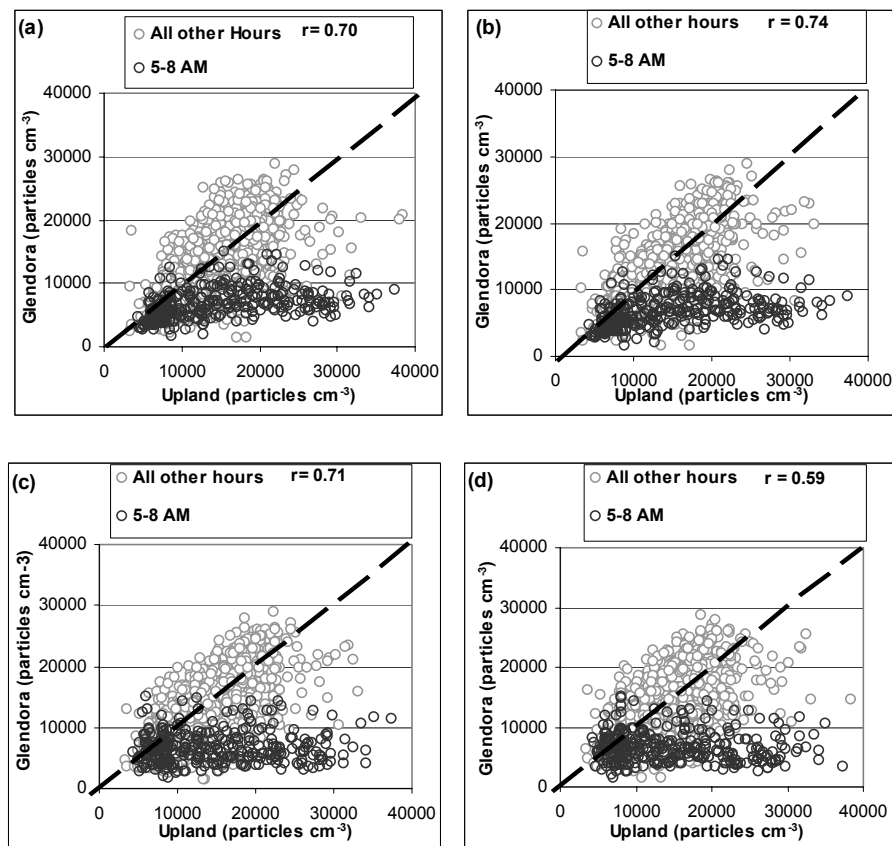 (a)
All other Hours r= 0.70
5-8 AM
40000
30000
20000
10000
0
Glendora (particles cm-3)
0 10000 20000 30000 40000
Upland (particles cm-3)
(b)
All other hours r = 0.74
5-8 AM
40000
30000
20000
10000
0
Glendora (particles cm-3)
0 10000 20000 30000 40000
Upland (particles cm-3)
(c)
All other hours r= 0.71
5-8 AM
40000
30000
20000
10000
0
Glendora (particles cm-3)
0 10000 20000 30000 40000
Upland (particles cm-3)
(d)
All other hours r = 0.59
5-8 AM
40000
30000
20000
10000
0
Glendora (particles cm-3)
0 10000 20000 30000 40000
Upland (particles cm-3)